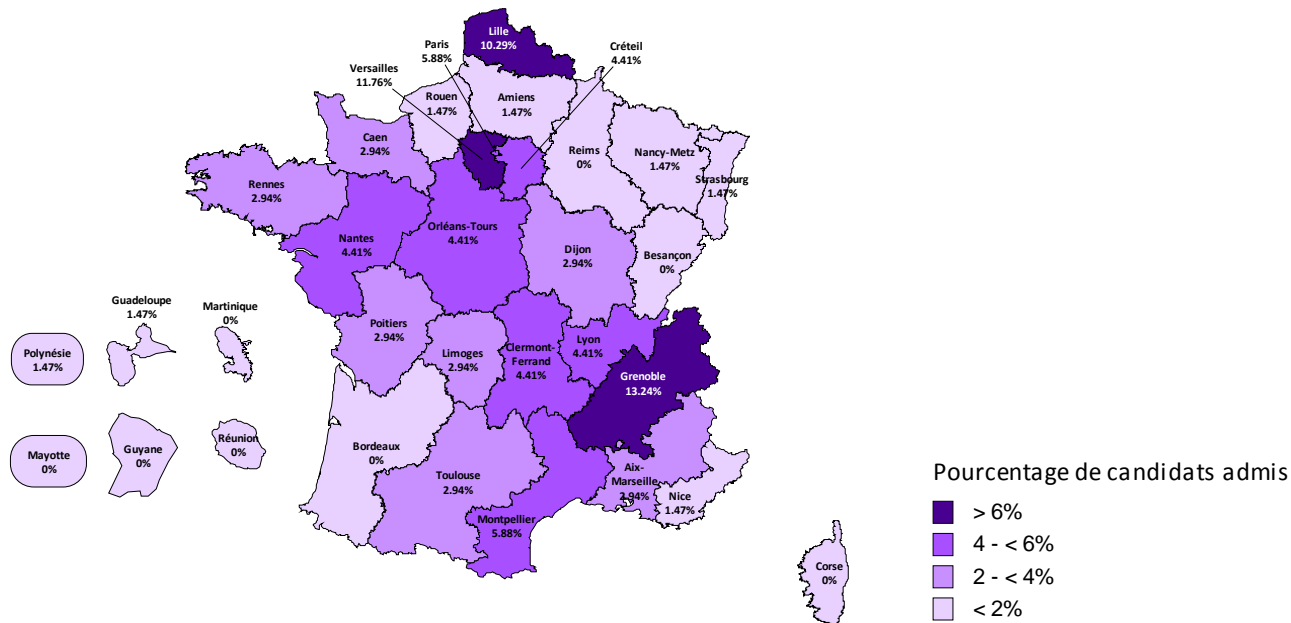 Lille
10.29%
Paris
5.88%
Créteil
4.41%
Versailles
11.76%
Rouen
1.47%
Amiens
1.47%
Caen
2.94%
Reims
0%
Nancy-Metz
1.47%
Strasbourg
1.47%
Rennes
2.94%
Nantes
4.41%
Orléans-Tours
4.41%
Dijon
2.94%
Besançon
0%
Guadeloupe
1.47%
Martinique
0%
Polynésie
1.47%
Poitiers
2.94%
Limoges
2.94%
Clermont-
Ferrand
4.41%
Lyon
4.41%
Grenoble
13.24%
Mayotte
0%
Guyane
0%
Réunion
0%
Bordeaux
0%
Toulouse
2.94%
Montpellier
5.88%
Aix-
Marseille
2.94%
Nice
1.47%
Corse
0%
Pourcentage de candidats admis
> 6%
4 - < 6%
2 - < 4%
< 2%